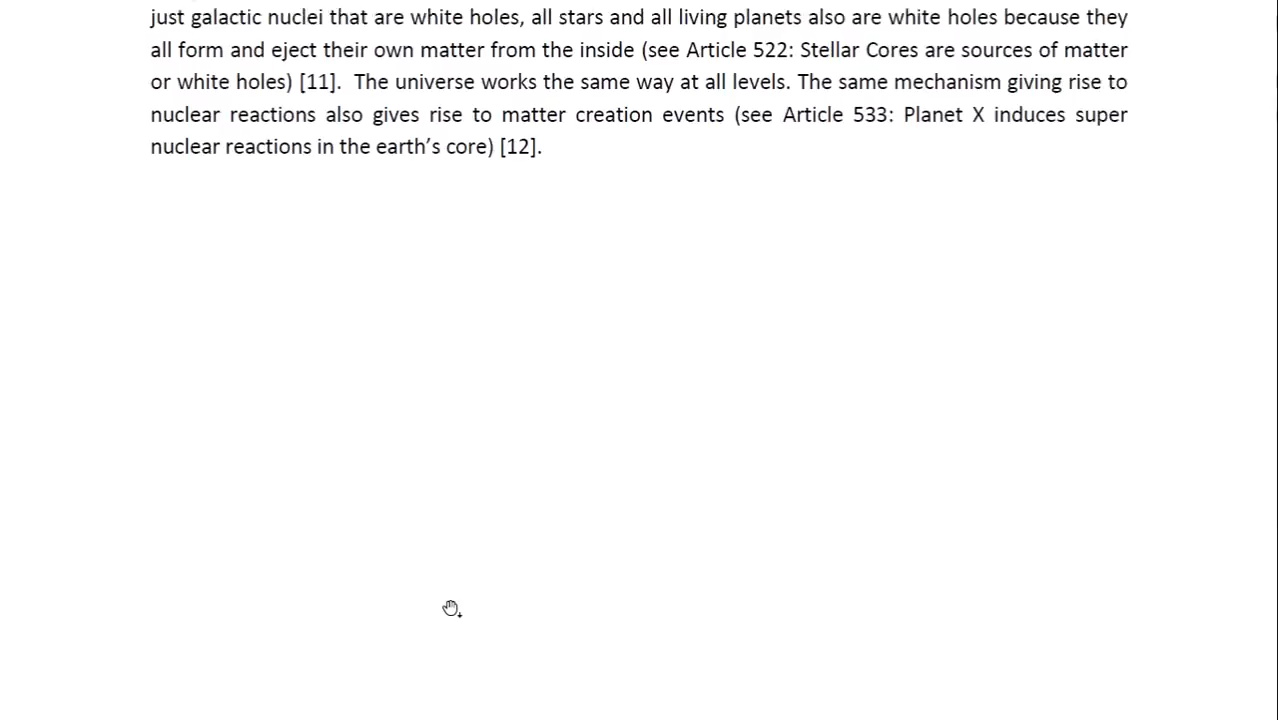 just galactic nuclei that are white holes, all stars and all living planets also are white holes because they
all form and eject their own matter from the inside (see Article 522: Stellar Cores are sources of matter
or white holes) [11].  The universe works the same way at all levels. The same mechanism giving rise to
nuclear reactions also gives rise to matter creation events (see Article 533: Planet X induces super
nuclear reactions in the earth’s core) [12].